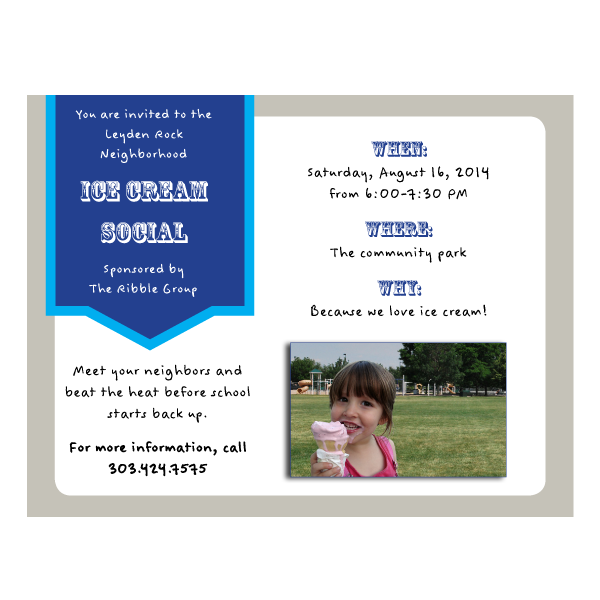 You are invited to the
Leyden Rock
Neighborhood
ICE CREAM
SOCIAL
Sponsored by
The Ribble Group
Meet your neighbors and
beat the heat before school
starts back up.
For more information, call
303.424.7575
WHEN:
Saturday, August 16, 2014
from 6:00-7:30 PM
WHERE:
The community park
WHY:
Because we love ice cream!